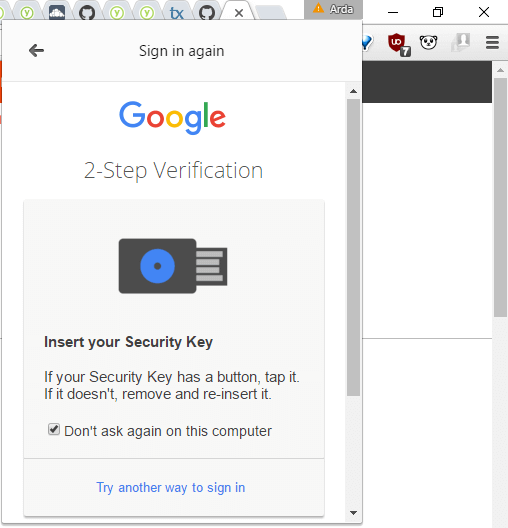 Arda
Sign in again
7
Google
2-Step Verification
Insert your Security Key
If your Security Key has a button, tap it.
If it doesn't, remove and re-insert it.
Don't ask again on this computer
Try another way to sign in